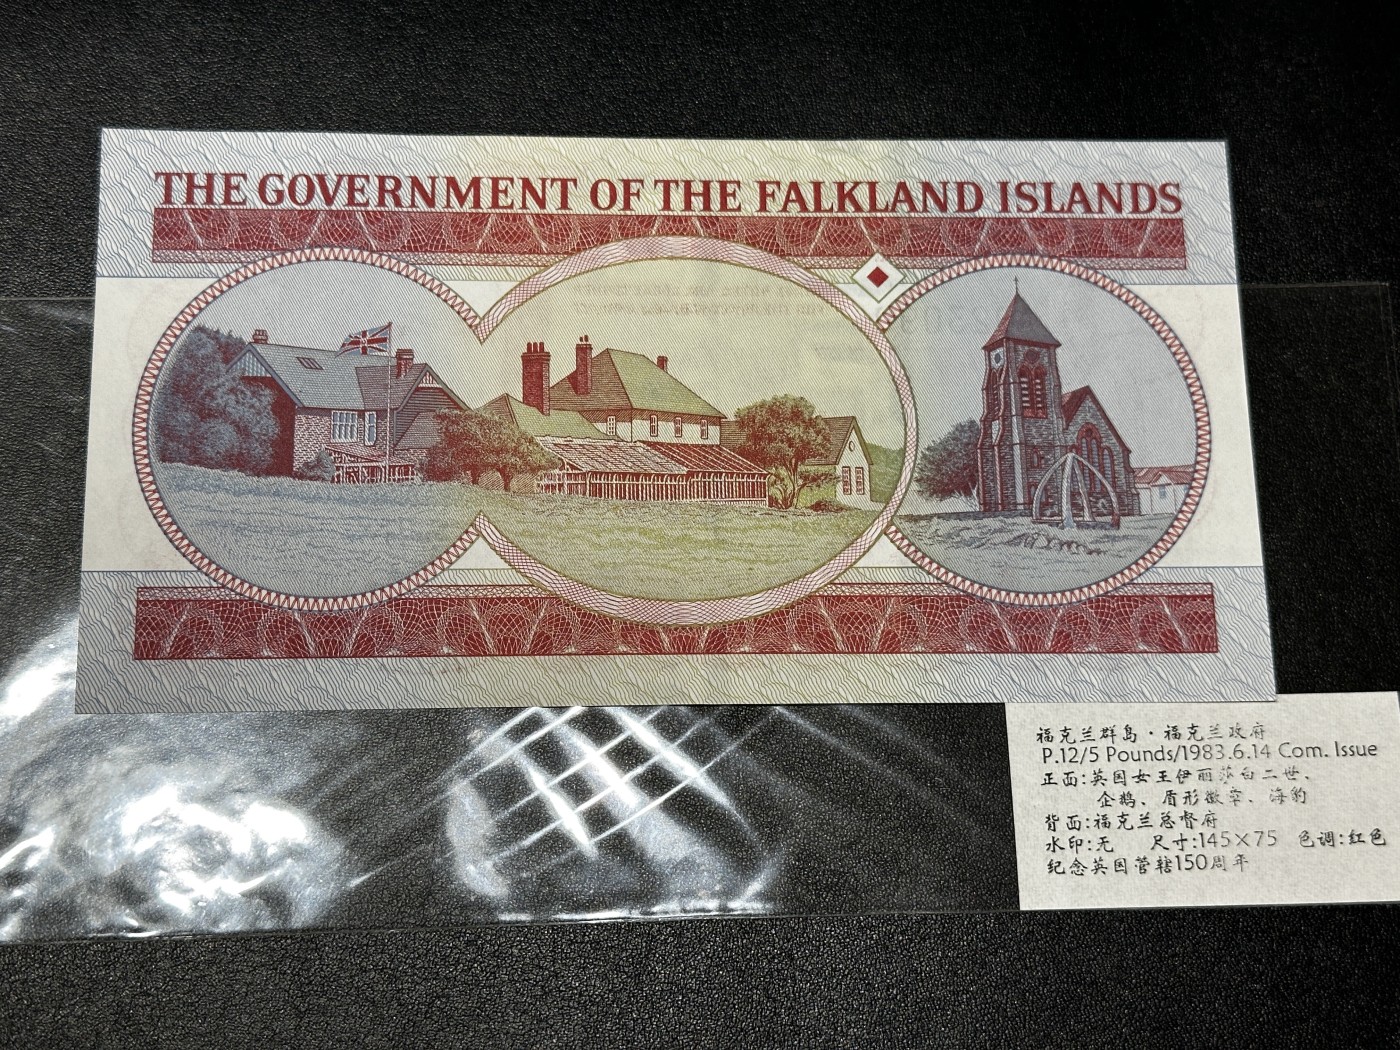 THE GOVERNMENT OF THE FALKLAND ISLANDS
福克兰群岛·福克兰政府
P.12/5 Pounds/1983.6.14 Com. Issue
正面:英国女王伊丽莎白二世、
企鹅、盾形徽章、海豹
背面:福克兰总督府
水印:无 尺寸:145×75 色调:红色
纪念英国管辖150周年